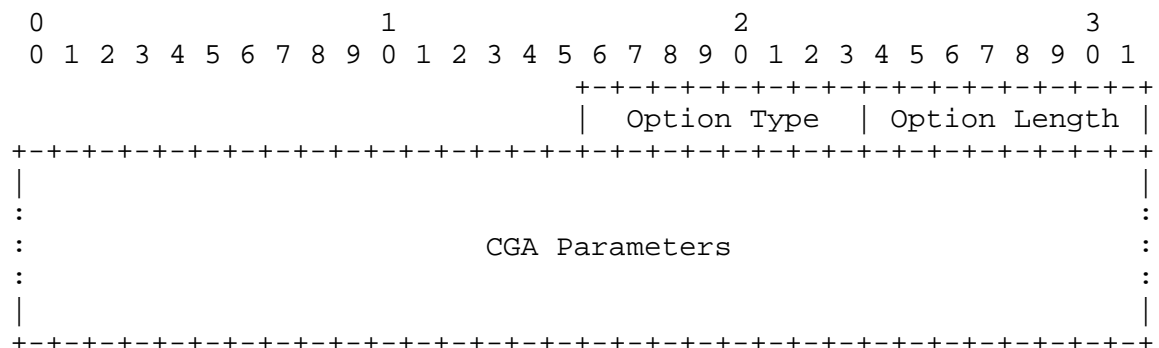 0                   1                   2                   3
 0 1 2 3 4 5 6 7 8 9 0 1 2 3 4 5 6 7 8 9 0 1 2 3 4 5 6 7 8 9 0 1
                                +-+-+-+-+-+-+-+-+-+-+-+-+-+-+-+-+
                                |  Option Type  | Option Length |
+-+-+-+-+-+-+-+-+-+-+-+-+-+-+-+-+-+-+-+-+-+-+-+-+-+-+-+-+-+-+-+-+
|                                                               |
:                                                               :
:                          CGA Parameters                       :
:                                                               :
|                                                               |
+-+-+-+-+-+-+-+-+-+-+-+-+-+-+-+-+-+-+-+-+-+-+-+-+-+-+-+-+-+-+-+-+